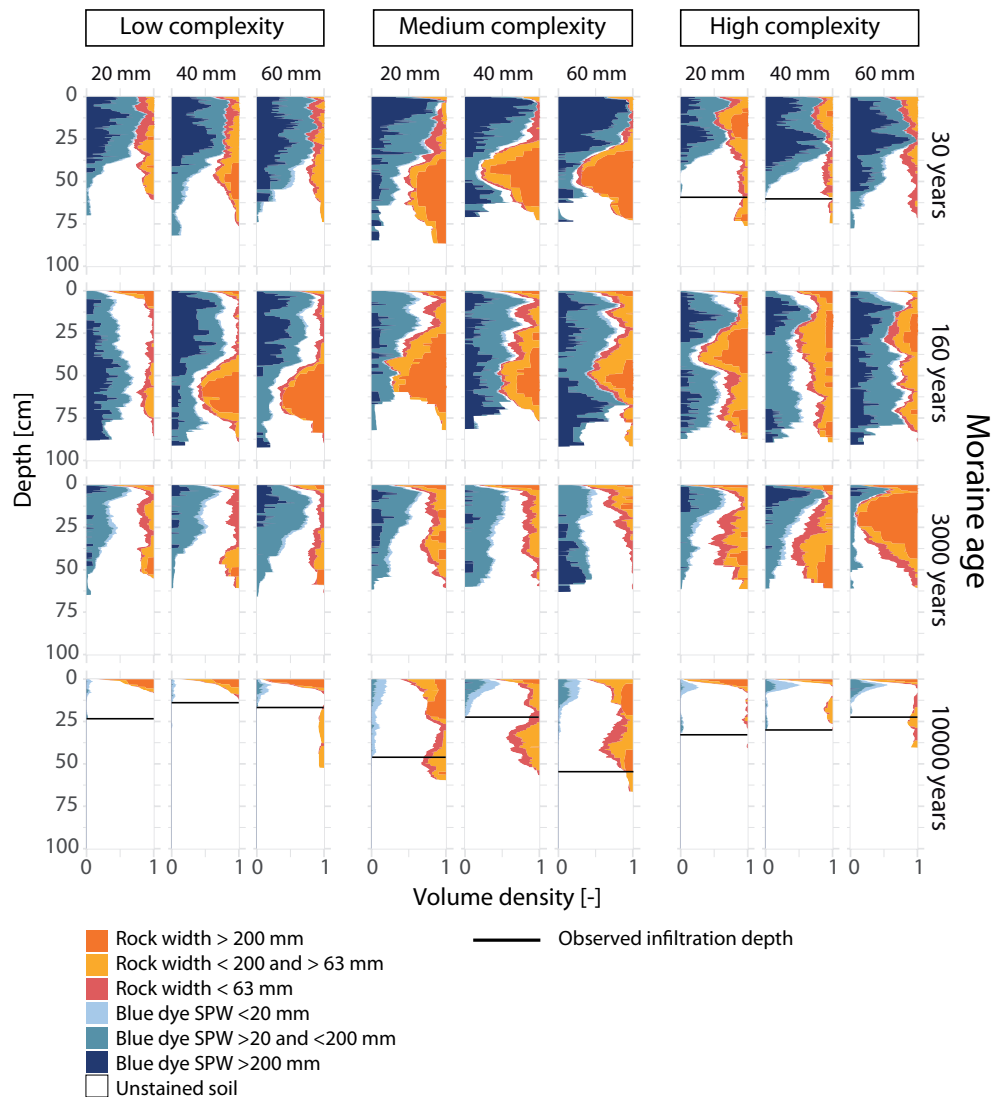 Low complexity Medium complexity High complexity
20 mm 40 mm 60 mm 20 mm 40 mm 60 mm 20 mm 40 mm 60 mm
0
25
50
75
100
30 years
0
25
50
75
100
160 years
0
25
50
75
100
3000 years
0
25
50
75
100
10000 years
Depth [cm]
Moraine age
0 1 0 1 0 1 0 1 0 1 0 1 0 1 0 1 0 1
Volume density [-]
Rock width > 200 mm
Rock width < 200 and > 63 mm
Rock width < 63 mm
Blue dye SPW <20 mm
Blue dye SPW >20 and <200 mm
Blue dye SPW >200 mm
Unstained soil
Observed infiltration depth